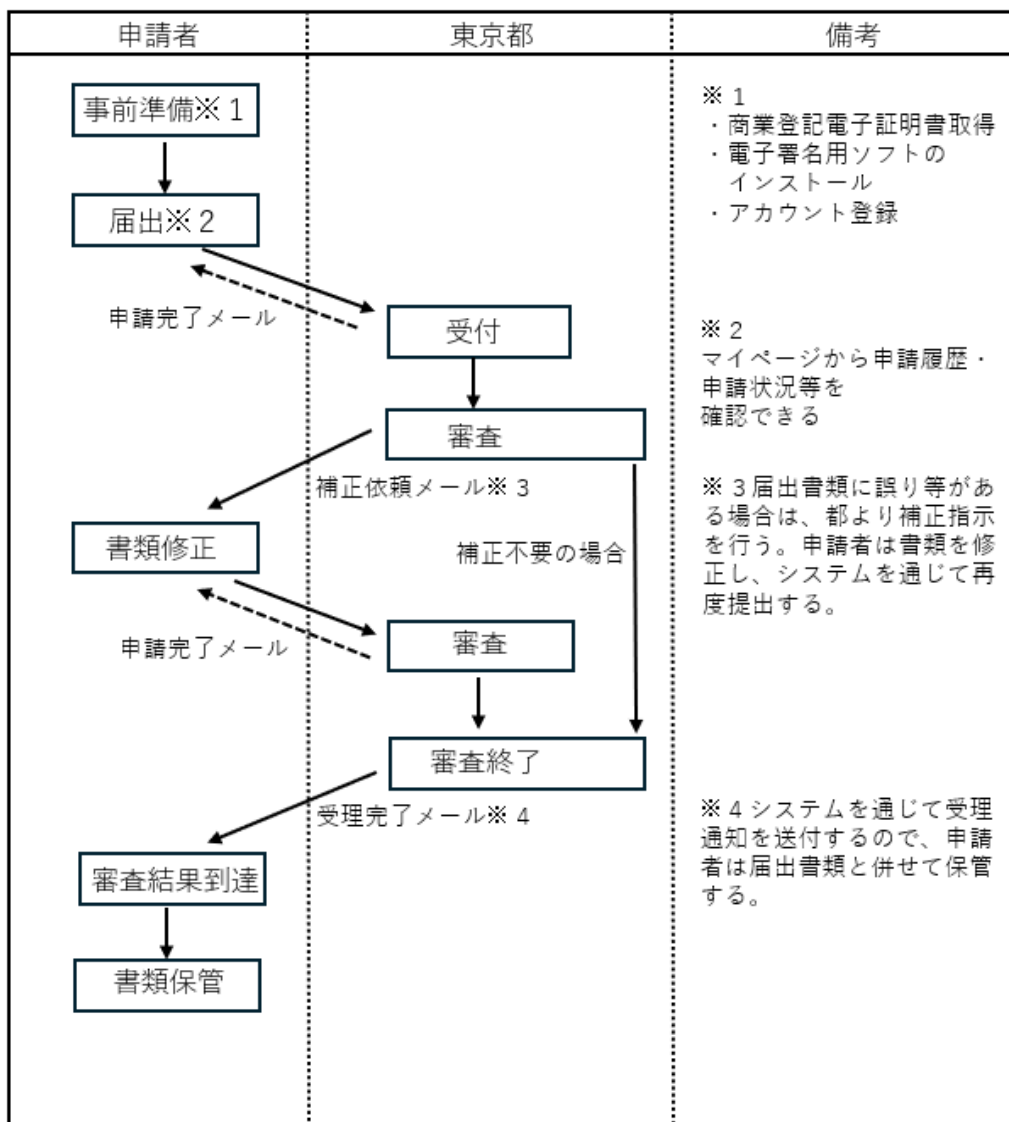 申請者
東京都
備考
事前準備※１
※１
・商業登記電子証明書取得
・電子署名用ソフトの
インストール
・アカウント登録
届出※２
申請完了メール
受付
※２
マイページから申請履歴・
申請状況等を
確認できる
審査
補正依頼メール※３
※３届出書類に誤り等があ
る場合は、都より補正指示
を行う。申請者は書類を修
正し、システムを通じて再
度提出する。
書類修正
補正不要の場合
申請完了メール
審査
審査終了
受理完了メール※４
※４システムを通じて受理
通知を送付するので、申請
者は届出書類と併せて保管
する。
審査結果到達
書類保管